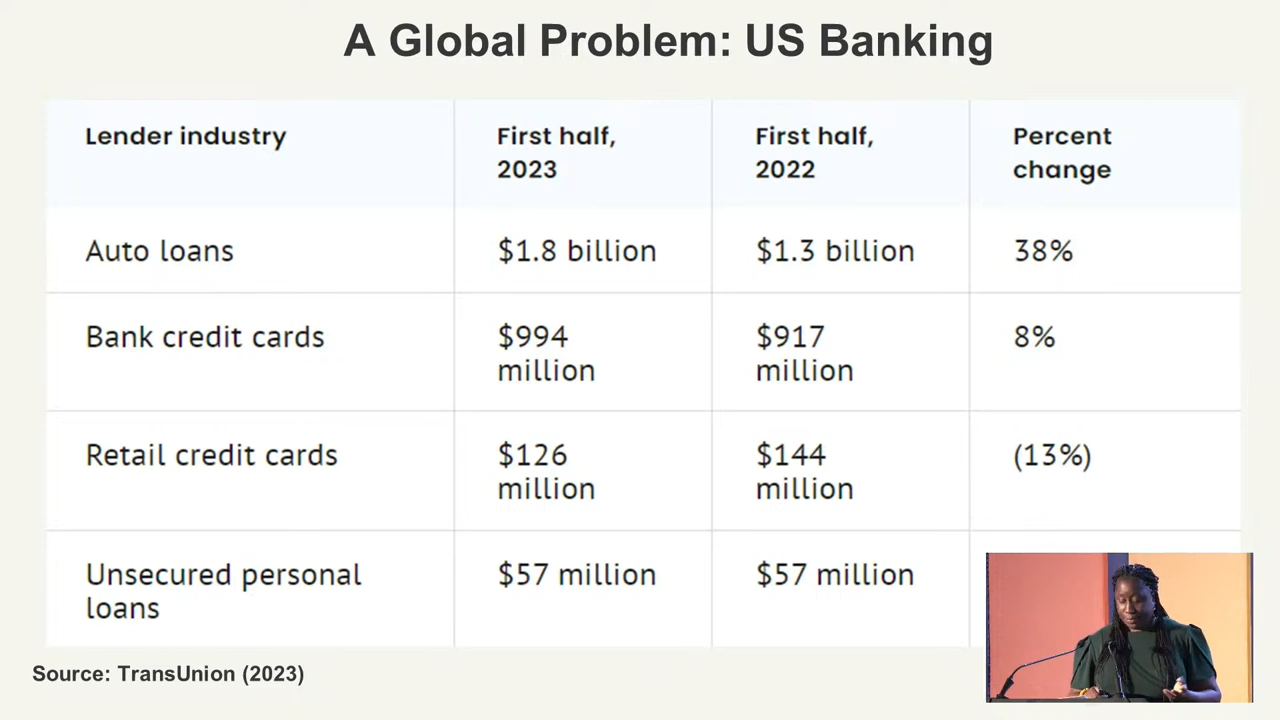 A Global Problem: US Banking
Lender industry
First half,
2023
First half,
2022
Percent
change
Auto loans
$1.8 billion
$1.3 billion
38%
Bank credit cards
$994
million
$917
million
8%
Retail credit cards
$126
million
$144
million
(13%)
Unsecured personal
loans
$57 million
$57 million
Source: TransUnion (2023)